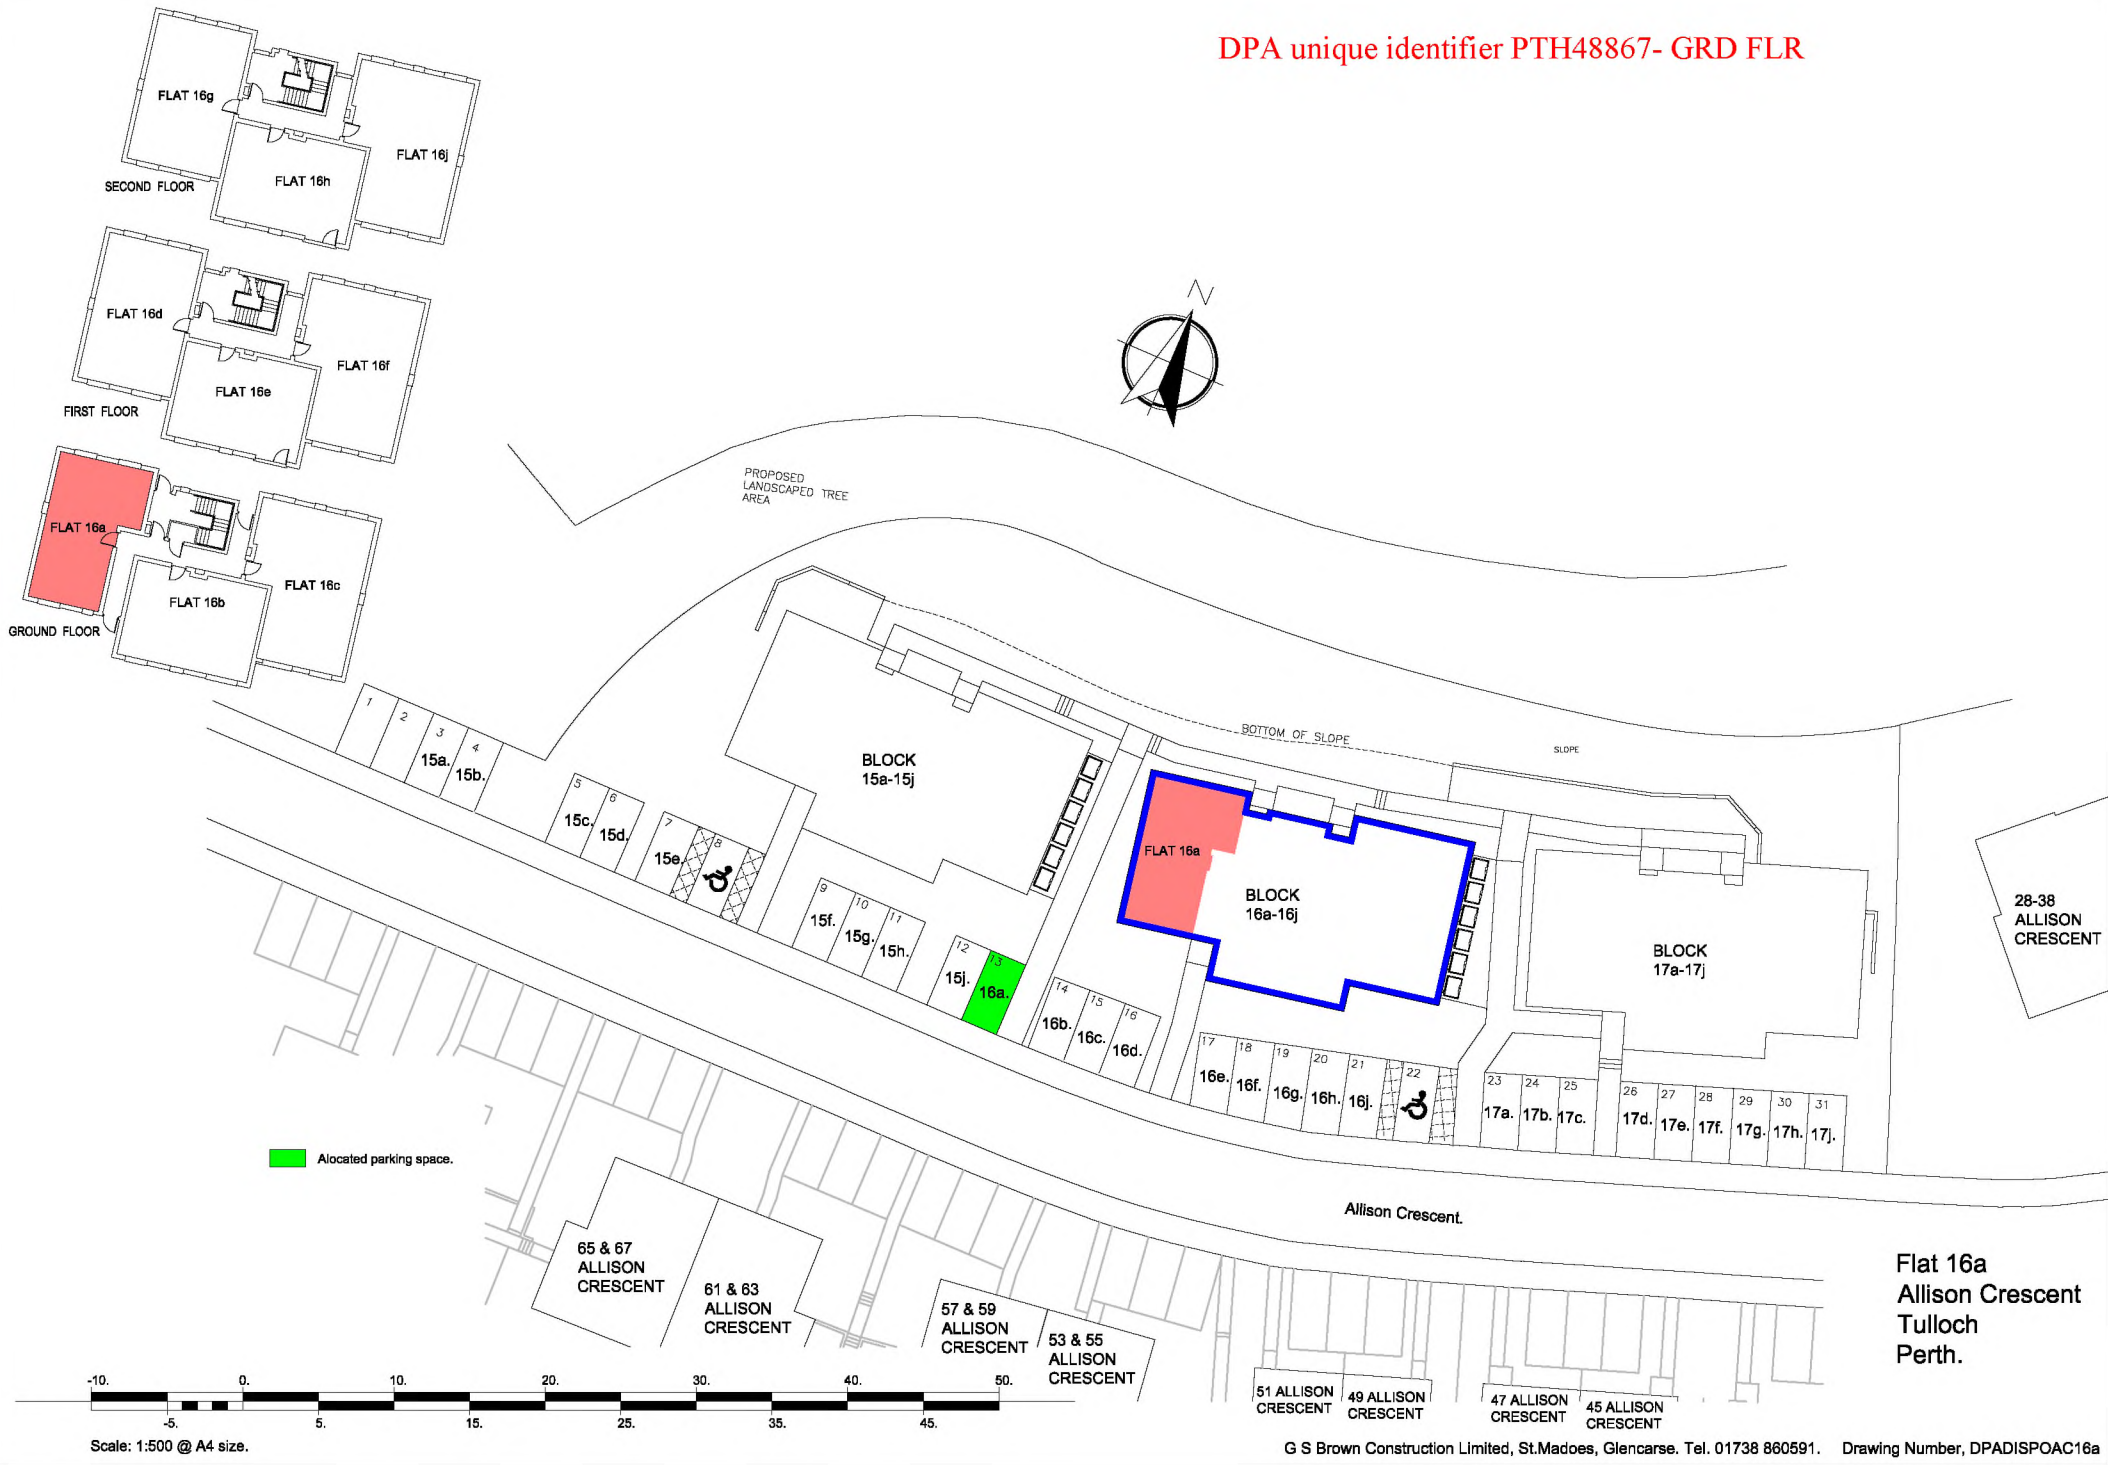 DPA unique identifier PTH48867- GRD FLR
FLAT 16g
FLAT 16j
FLAT 16h
SECOND FLOOR
FLAT 16d
FLAT 16f
FLAT 16e
FIRST FLOOR
FLAT 16a
FLAT 16c
FLAT 16b
GROUND FLOOR
N
PROPOSED
LANDSCAPED TREE
AREA
BOTTOM OF SLOPE
SLOPE
BLOCK
15a-15j
FLAT 16a
BLOCK
16a-16j
BLOCK
17a-17j
28-38
ALLISON
CRESCENT
1
2
3
15a.
4
15b.
5
15c.
6
15d.
7
15e.
8
9
15f.
10
15g.
11
15h.
12
15j.
13
16a.
14
16b.
15
16c.
16
16d.
17
16e.
18
16f.
19
16g.
20
16h.
21
16j.
22
23
17a.
24
17b.
25
17c.
26
17d.
27
17e.
28
17f.
29
17g.
30
17h.
31
17j.
Alocated parking space.
Allison Crescent.
65 & 67
ALLISON
CRESCENT
61 & 63
ALLISON
CRESCENT
57 & 59
ALLISON
CRESCENT
53 & 55
ALLISON
CRESCENT
51 ALLISON
CRESCENT
49 ALLISON
CRESCENT
47 ALLISON
CRESCENT
45 ALLISON
CRESCENT
Flat 16a
Allison Crescent
Tulloch
Perth.
-10. 0. 10. 20. 30. 40. 50.
-5. 5. 15. 25. 35. 45.
Scale: 1:500 @ A4 size.
G S Brown Construction Limited, St.Madoes, Glencarse. Tel. 01738 860591. Drawing Number, DPADISPOAC16a